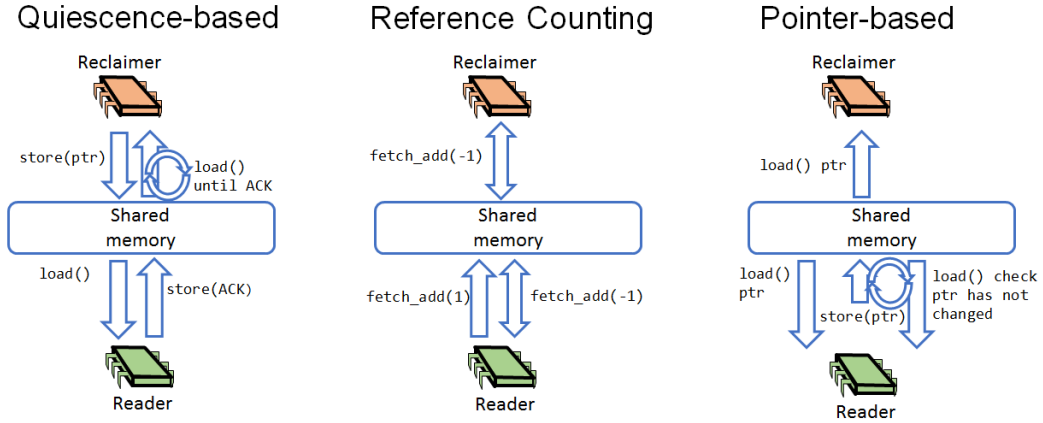 Quiescence-based
Reclaimer
store(ptr)
load()
until ACK
Shared
memory
load()
store(ACK)
Reader
Reference Counting
Reclaimer
fetch_add(-1)
Shared
memory
fetch_add(1)
fetch_add(-1)
Reader
Pointer-based
Reclaimer
load() ptr
Shared
memory
load()
ptr
store(ptr)
load() check
ptr has not
changed
Reader